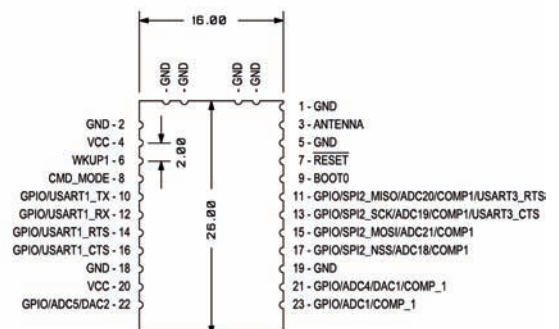 16.00
- GND
- GND
- GND
- GND
1 - GND
GND - 2
3 - ANTENNA
VCC - 4
5 - GND
WKUP1 - 6
7 - RESET
CMD_MODE - 8
9 - BOOT0
GPIO/USART1_TX - 10
11 - GPIO/SPI2_MISO/ADC20/COMP1/USART3_RTS
GPIO/USART1_RX - 12
13 - GPIO/SPI2_SCK/ADC19/COMP1/USART3_CTS
GPIO/USART1_RTS - 14
15 - GPIO/SPI2_MOSI/ADC21/COMP1
GPIO/USART1_CTS - 16
17 - GPIO/SPI2_NSS/ADC18/COMP1
GND - 18
19 - GND
VCC - 20
21 - GPIO/ADC4/DAC1/COMP_1
GPIO/ADC5/DAC2 - 22
23 - GPIO/ADC1/COMP_1
2.00
26.00